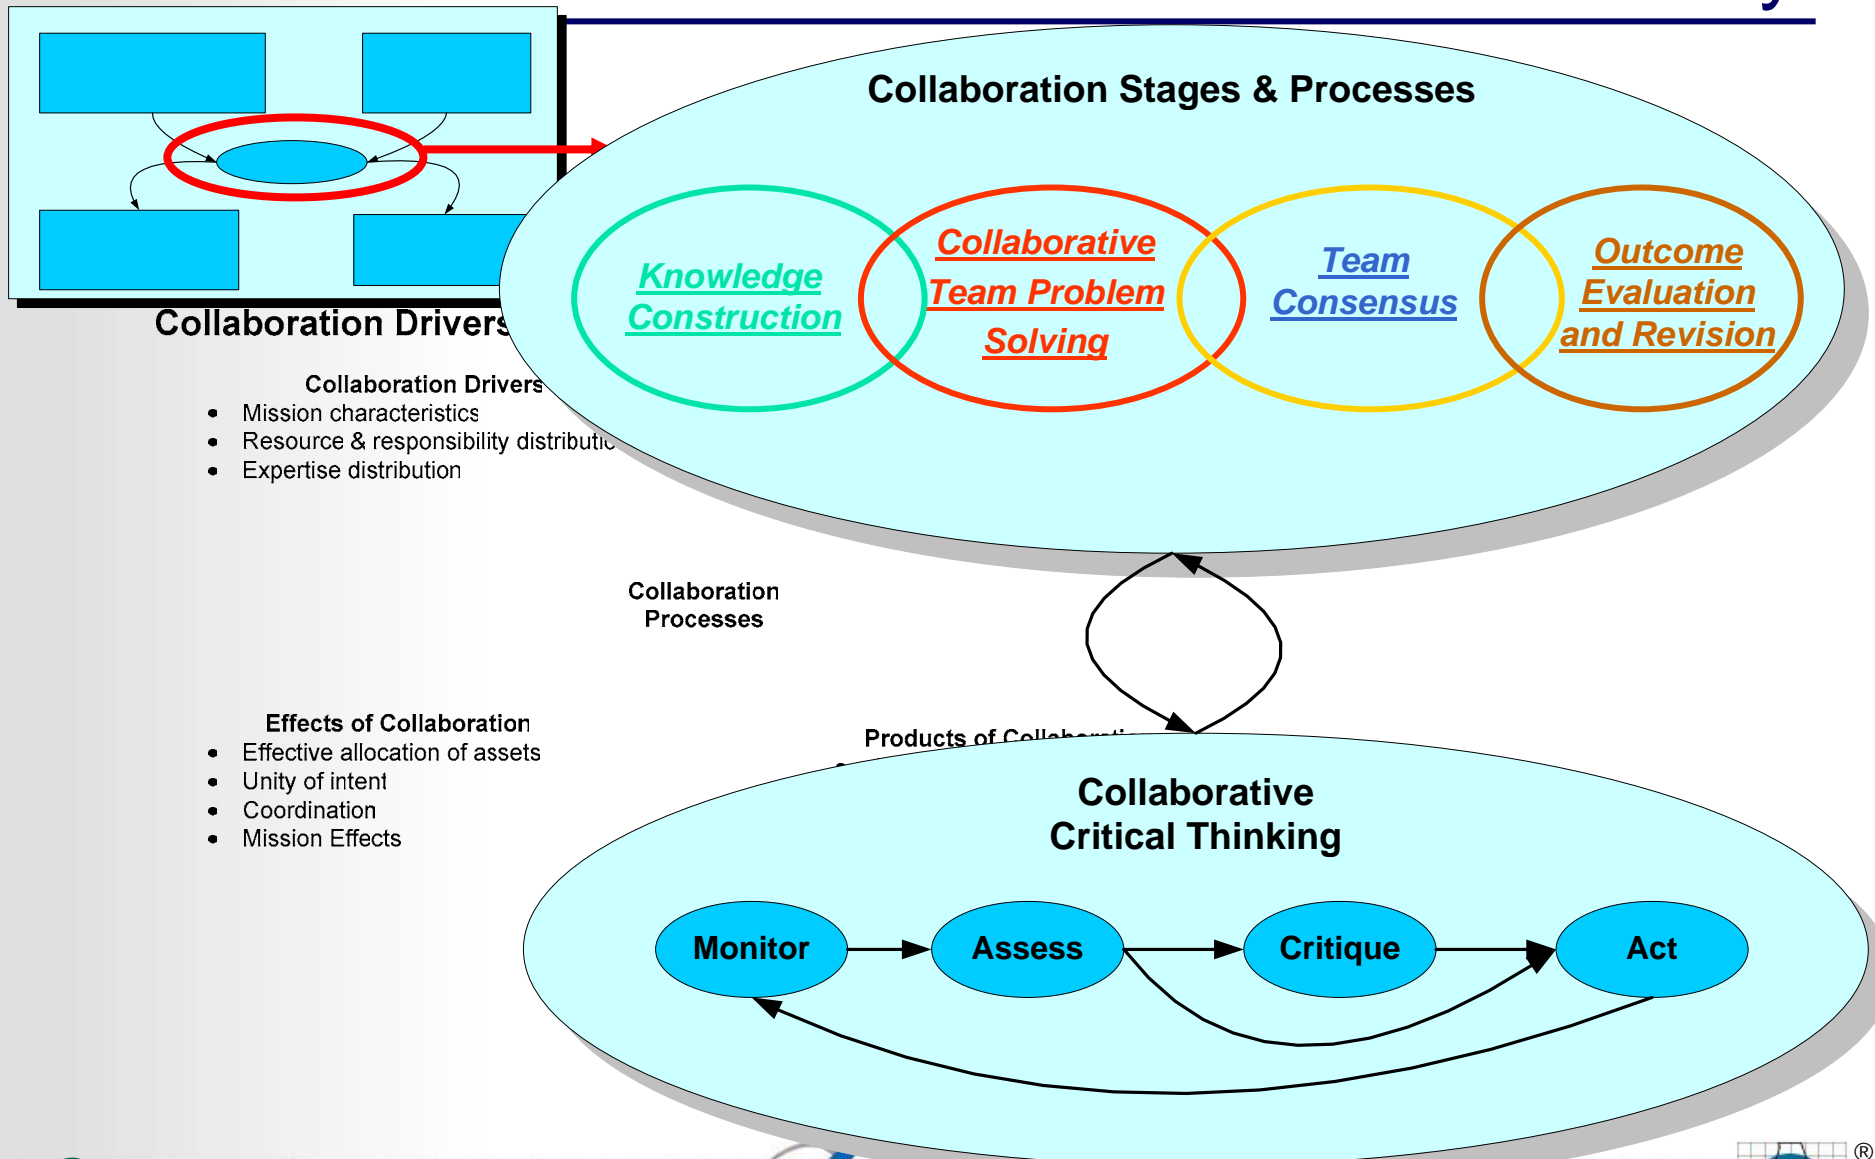 Collaboration Stages & Processes
Knowledge
Construction
Collaborative
Team Problem
Solving
Team
Consensus
Outcome
Evaluation
and Revision
Collaboration Drivers
Collaboration Drivers
• Mission characteristics
• Resource & responsibility
• Expertise distribution
Collaboration
Processes
Effects of Collaboration
• Effective allocation of assets
• Unity of intent
• Coordination
• Mission Effects
Products of
Collaborative
Critical Thinking
Monitor
Assess
Critique
Act
®